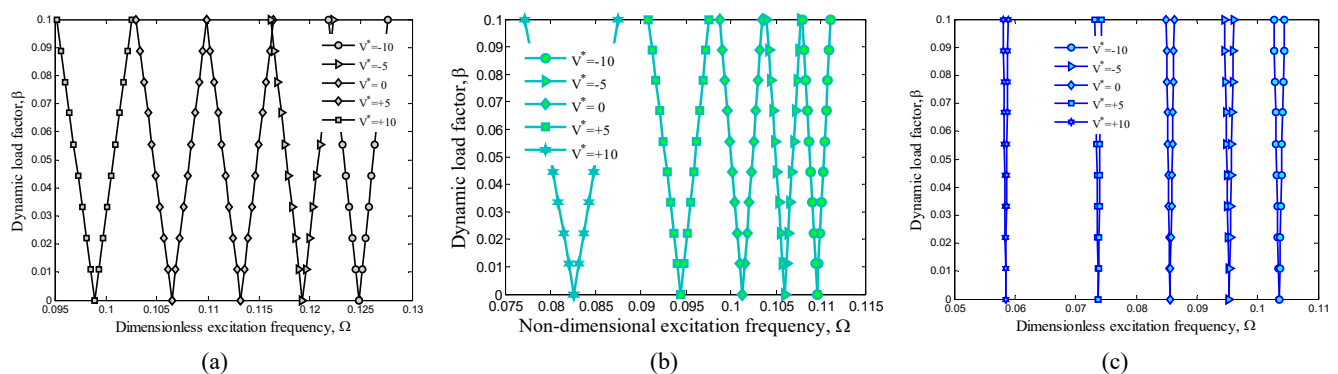 (a)
0.1
0.09
0.08
0.07
0.06
0.05
0.04
0.03
0.02
0.01
0
Dynamic load factor,β
V*=-10
V*=-5
V*= 0
V*=+5
V*=+10
0.095
0.1
0.105
0.11
0.115
0.12
0.125
0.13
Dimensionless excitation frequency, Ω
0.1
0.09
0.08
0.07
0.06
0.05
0.04
0.03
0.02
0.01
0
Dynamic load factor,β
V*=-10
V*=-5
V*= 0
V*=+5
V*=+10
0.077
0.08
0.085
0.09
0.095
0.1
0.105
0.11
0.115
Non-dimensional excitation frequency, Ω
(b)
(c)
0.1
0.09
0.08
0.07
0.06
0.05
0.04
0.03
0.02
0.01
0
Dynamic load factor,β
V*=-10
V*=-5
V*= 0
V*=+5
V*=+10
0.05
0.06
0.07
0.08
0.09
0.1
0.11
Dimensionless excitation frequency, Ω
(a)
(b)
(c)